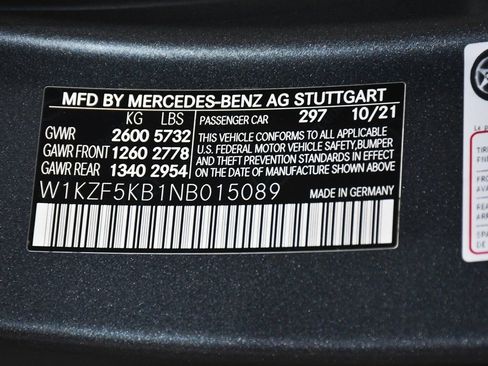 MFD BY MERCEDES-BENZ AG STUTTGART
KG LBS PASSENGER CAR 297 10/21
GVWR 2600 5732
GAWR FRONT 1260 2778
GAWR REAR 1340 2954
THIS VEHICLE CONFORMS TO ALL APPLICABLE
U.S. FEDERAL MOTOR VEHICLE SAFETY, BUMPER
AND THEFT PREVENTION STANDARDS IN EFFECT
ON THE DATE OF MANUFACTURE SHOWN ABOVE.
W1KZF5KB1NB015089 MADE IN GERMANY
TIR